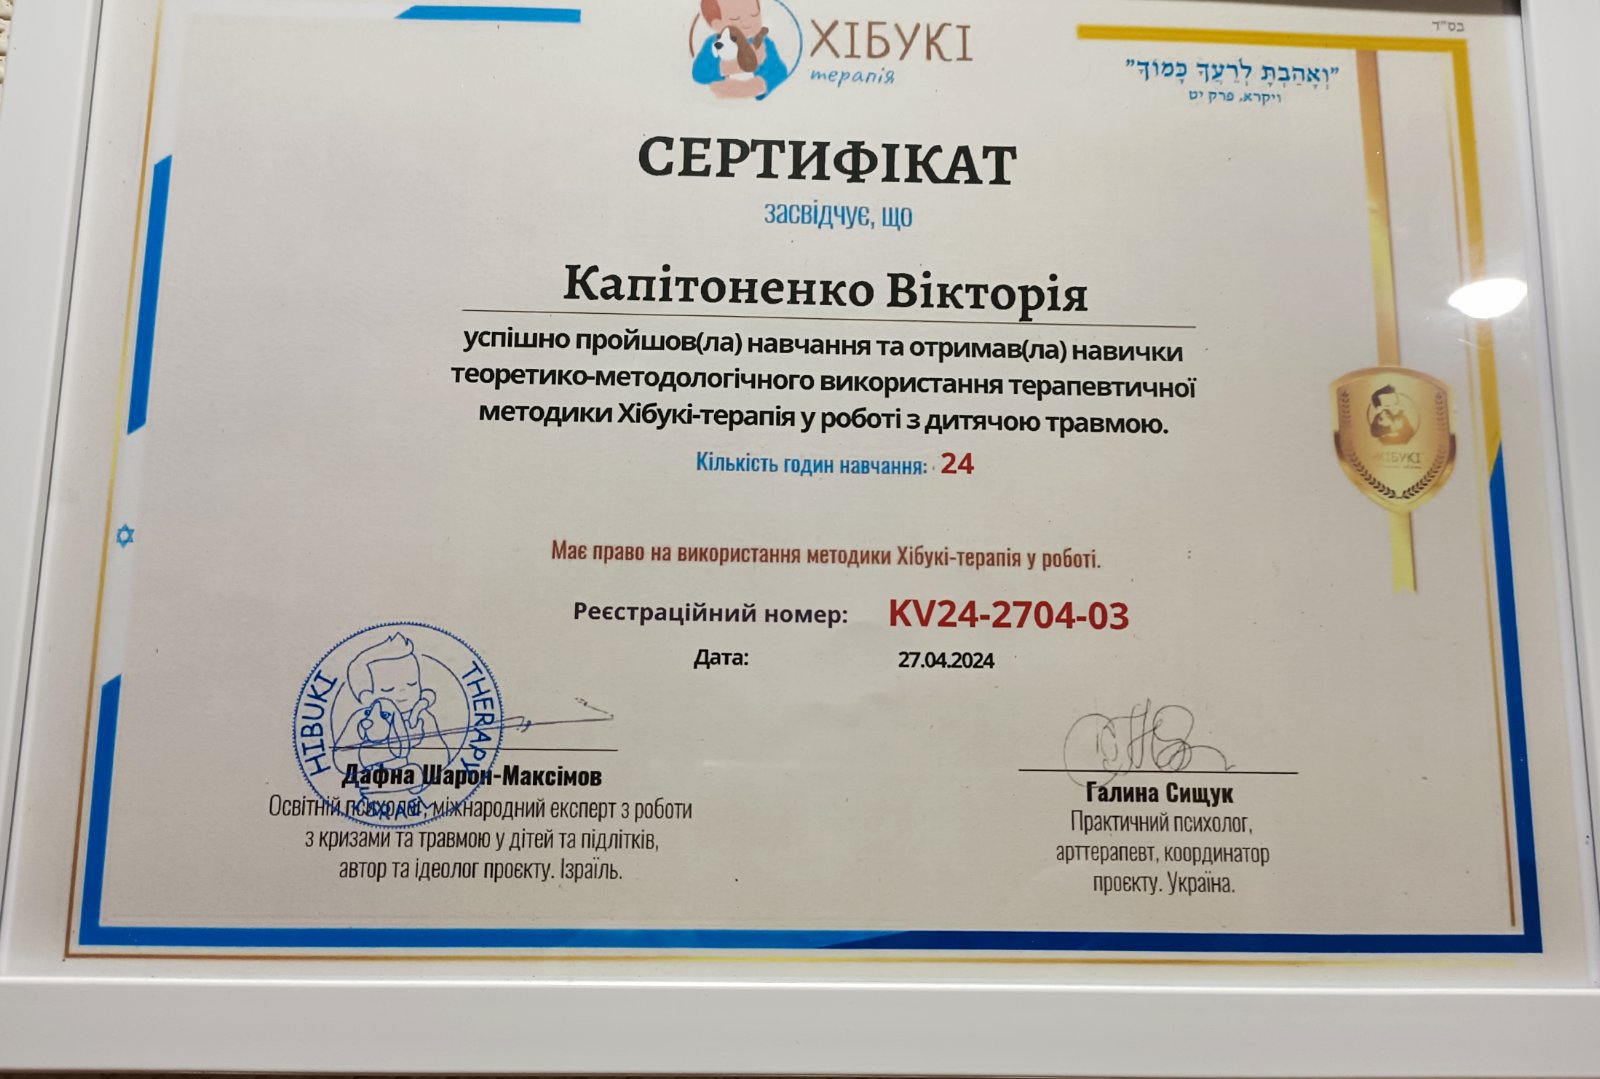 ХІБУКІ
терапія
בס"ד
"וְאָהַבְתָּ לְרֵעֲךָ כָּמוֹךָ"
ויקרא, פרק יט
СЕРТИФІКАТ
засвідчує, що
Капітоненко Вікторія
успішно пройшов(ла) навчання та отримав(ла) навички
теоретико-методологічного використання терапевтичної
методики Хібукі-терапія у роботі з дитячою травмою.
Кількість годин навчання: 24
ХІБУКІ
Має право на використання методики Хібукі-терапія у роботі.
Реєстраційний номер: KV24-2704-03
Дата: 27.04.2024
HIBUKI THERAPY
ISRAEL
Дафна Шарон-Максімов
Освітній психолог, міжнародний експерт з роботи
з кризами та травмою у дітей та підлітків,
автор та ідеолог проєкту. Ізраїль.
Галина Сищук
Практичний психолог,
арттерапевт, координатор
проєкту. Україна.